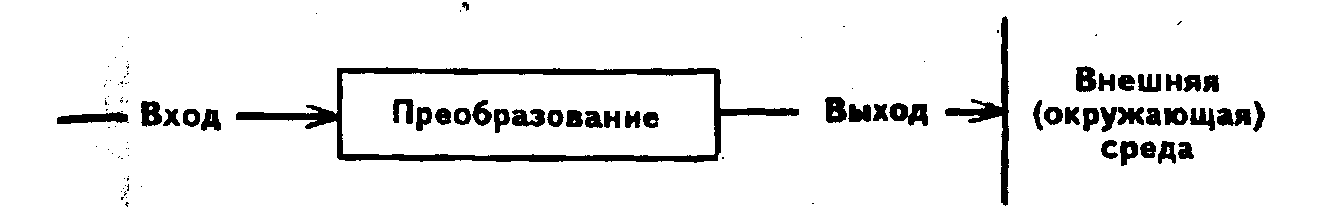 Вход
Преобразование
Выход
Внешняя
(окружающая)
среда